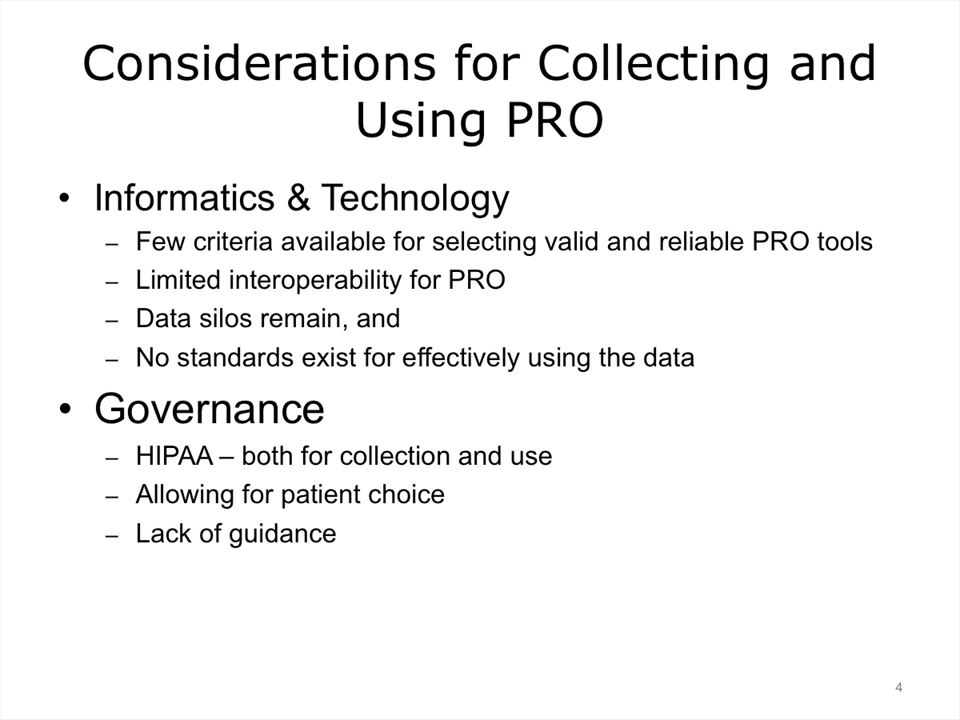 Considerations for Collecting and
Using PRO
• Informatics & Technology
– Few criteria available for selecting valid and reliable PRO tools
– Limited interoperability for PRO
– Data silos remain, and
– No standards exist for effectively using the data
• Governance
– HIPAA – both for collection and use
– Allowing for patient choice
– Lack of guidance
4